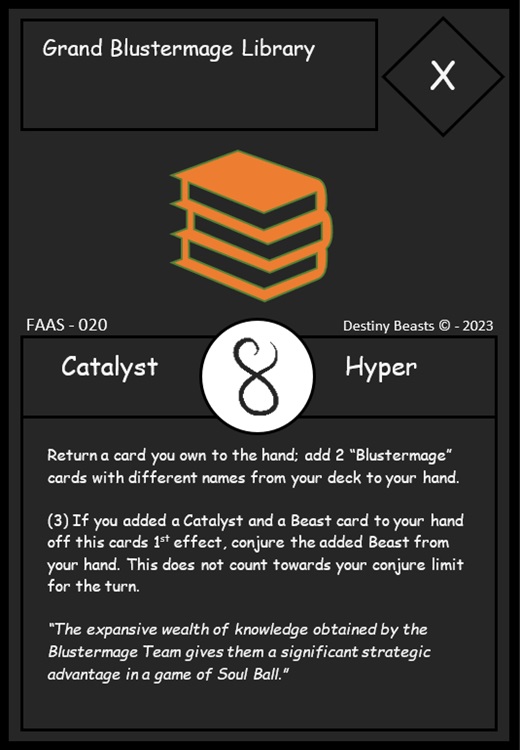 Grand Blustermage Library
X
FAAS - 020
Destiny Beasts © - 2023
Catalyst
8
Hyper
Return a card you own to the hand; add 2 “Blustermage”
cards with different names from your deck to your hand.
(3) If you added a Catalyst and a Beast card to your hand
off this cards 1st effect, conjure the added Beast from
your hand. This does not count towards your conjure limit
for the turn.
“The expansive wealth of knowledge obtained by the
Blustermage Team gives them a significant strategic
advantage in a game of Soul Ball.”